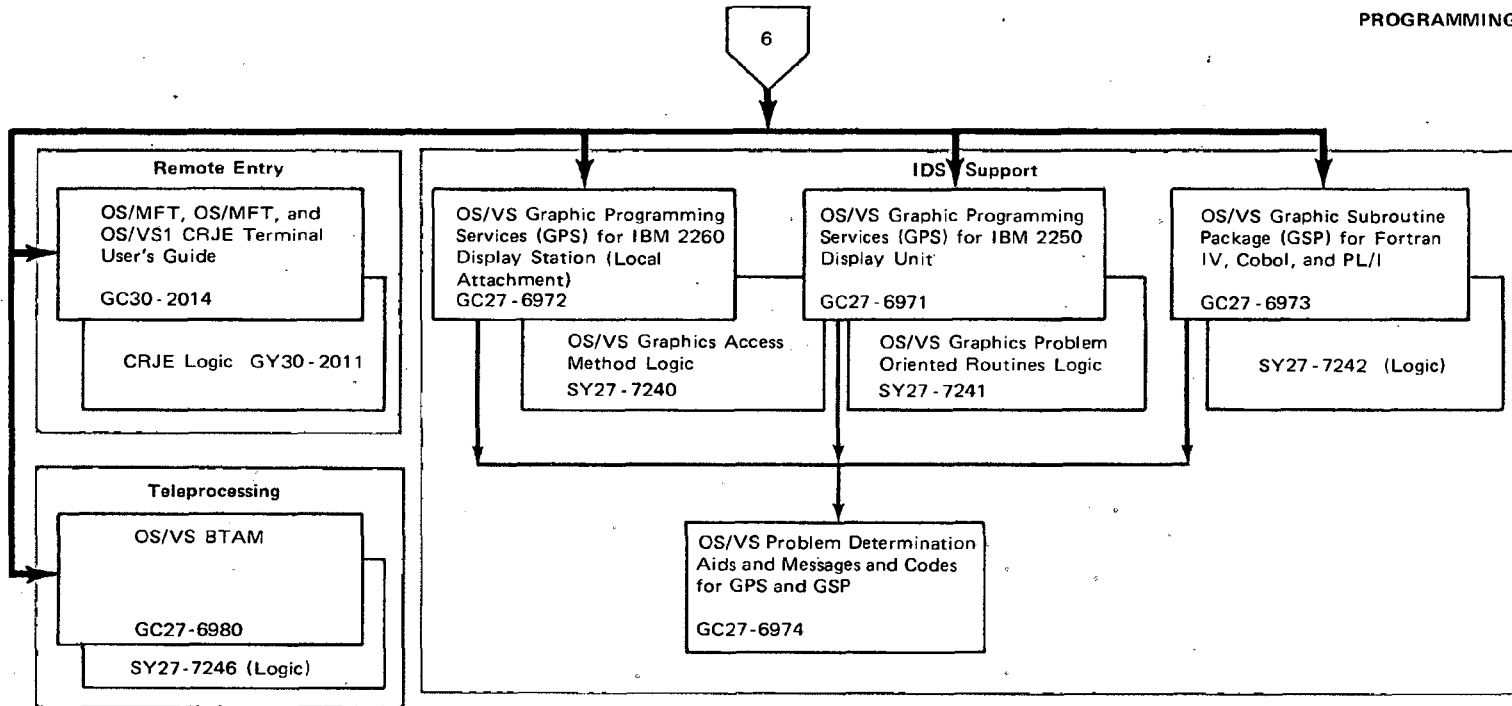 PROGRAMMING
6
Remote Entry
OS/MFT, OS/MFT, and
OS/VS1 CRJE Terminal
User's Guide
GC30-2014
CRJE Logic GY30-2011
Teleprocessing
OS/VS BTAM
GC27-6980
SY27-7246 (Logic)
IDS Support
OS/VS Graphic Programming
Services (GPS) for IBM 2260
Display Station (Local
Attachment)
GC27-6972
OS/VS Graphics Access
Method Logic
SY27-7240
OS/VS Graphic Programming
Services (GPS) for IBM 2250
Display Unit
GC27-6971
OS/VS Graphics Problem
Oriented Routines Logic
SY27-7241
OS/VS Graphic Subroutine
Package (GSP) for Fortran
IV, Cobol, and PL/I
GC27-6973
SY27-7242 (Logic)
OS/VS Problem Determination
Aids and Messages and Codes
for GPS and GSP
GC27-6974